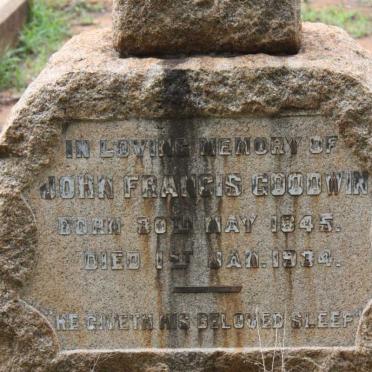 IN LOVING MEMORY OF
JOHN FRANCIS GOODWIN
BORN 30TH MAY 1845.
DIED 1ST JAN. 1934.
"HE GIVETH HIS BELOVED SLEEP"